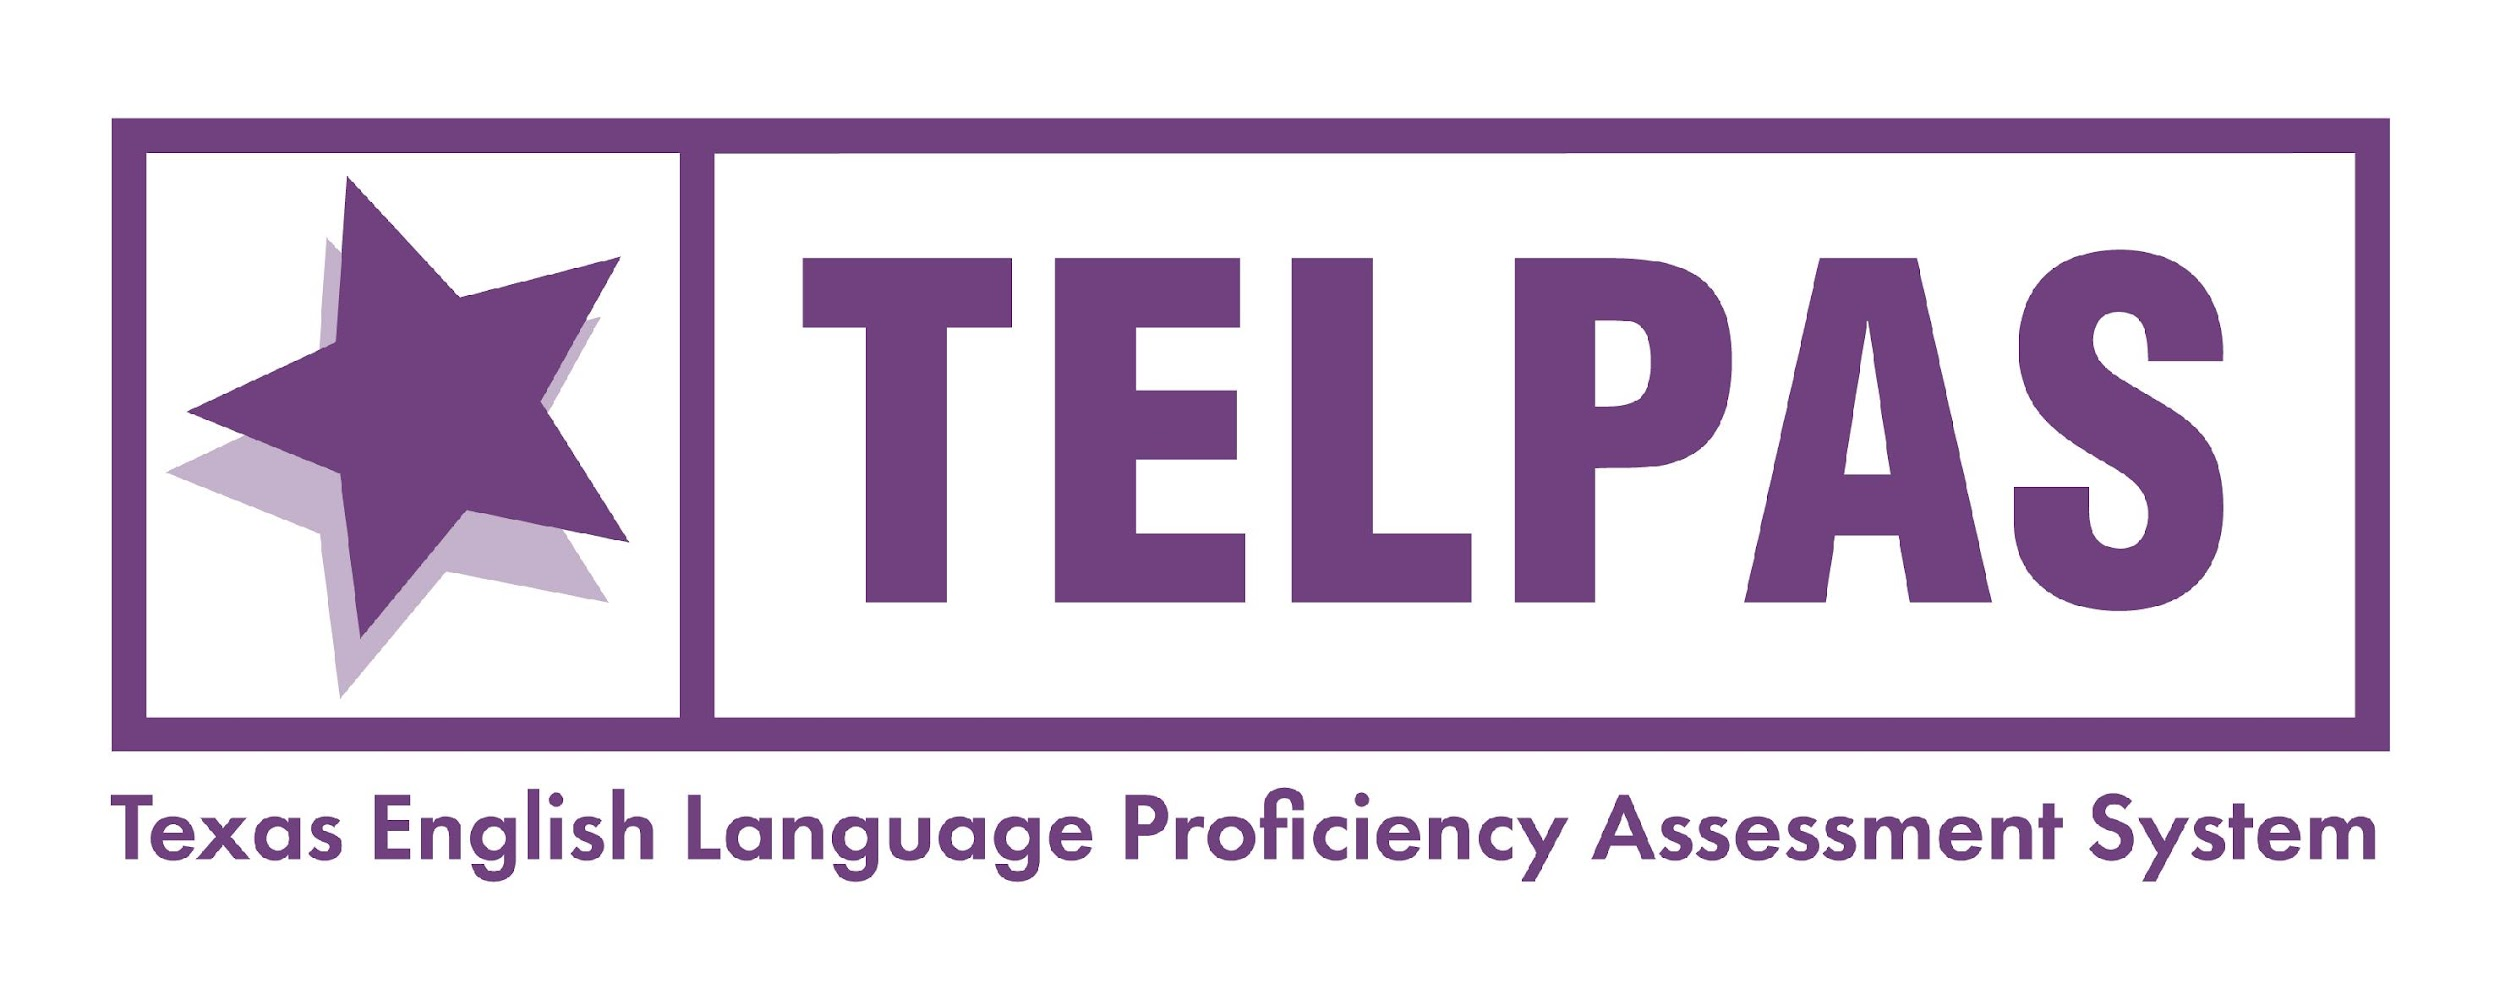 TELPAS
Texas English Language Proficiency Assessment System